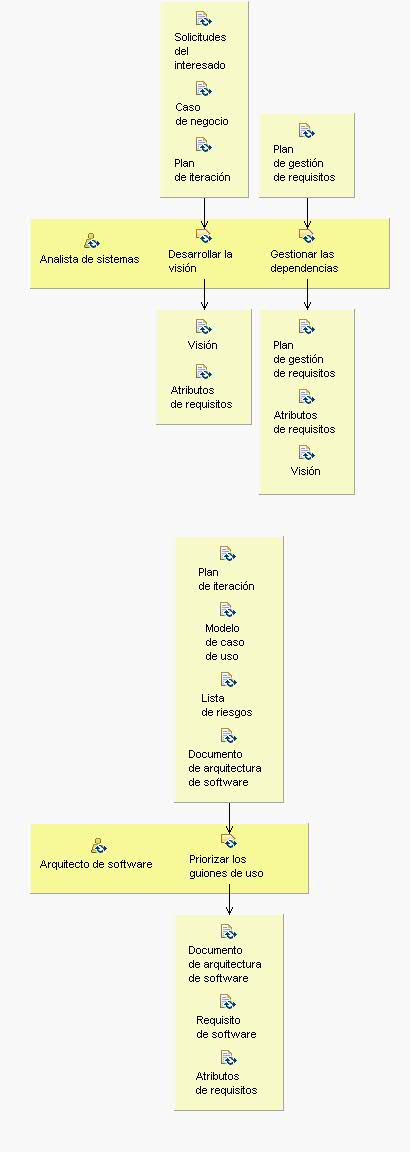 Solicitudes
del
interesado
Caso
de negocio
Plan
de iteración
Plan
de gestión
de requisitos
Analista de sistemas
Desarrollar la
visión
Gestionar las
dependencias
Visión
Atributos
de requisitos
Plan
de gestión
de requisitos
Atributos
de requisitos
Visión
Plan
de iteración
Modelo
de caso
de uso
Lista
de riesgos
Documento
de arquitectura
de software
Arquitecto de software
Priorizar los
guiones de uso
Documento
de arquitectura
de software
Requisito
de software
Atributos
de requisitos